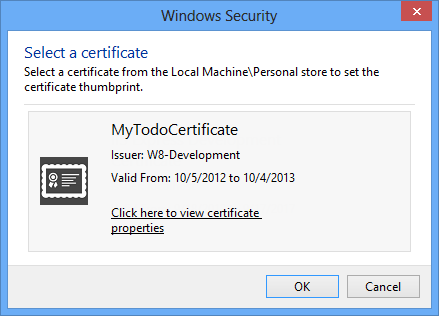 Windows Security
Select a certificate
Select a certificate from the Local Machine\Personal store to set the
certificate thumbprint.
MyTodoCertificate
Issuer: W8-Development
Valid From: 10/5/2012 to 10/4/2013
Click here to view certificate
properties
OK
Cancel